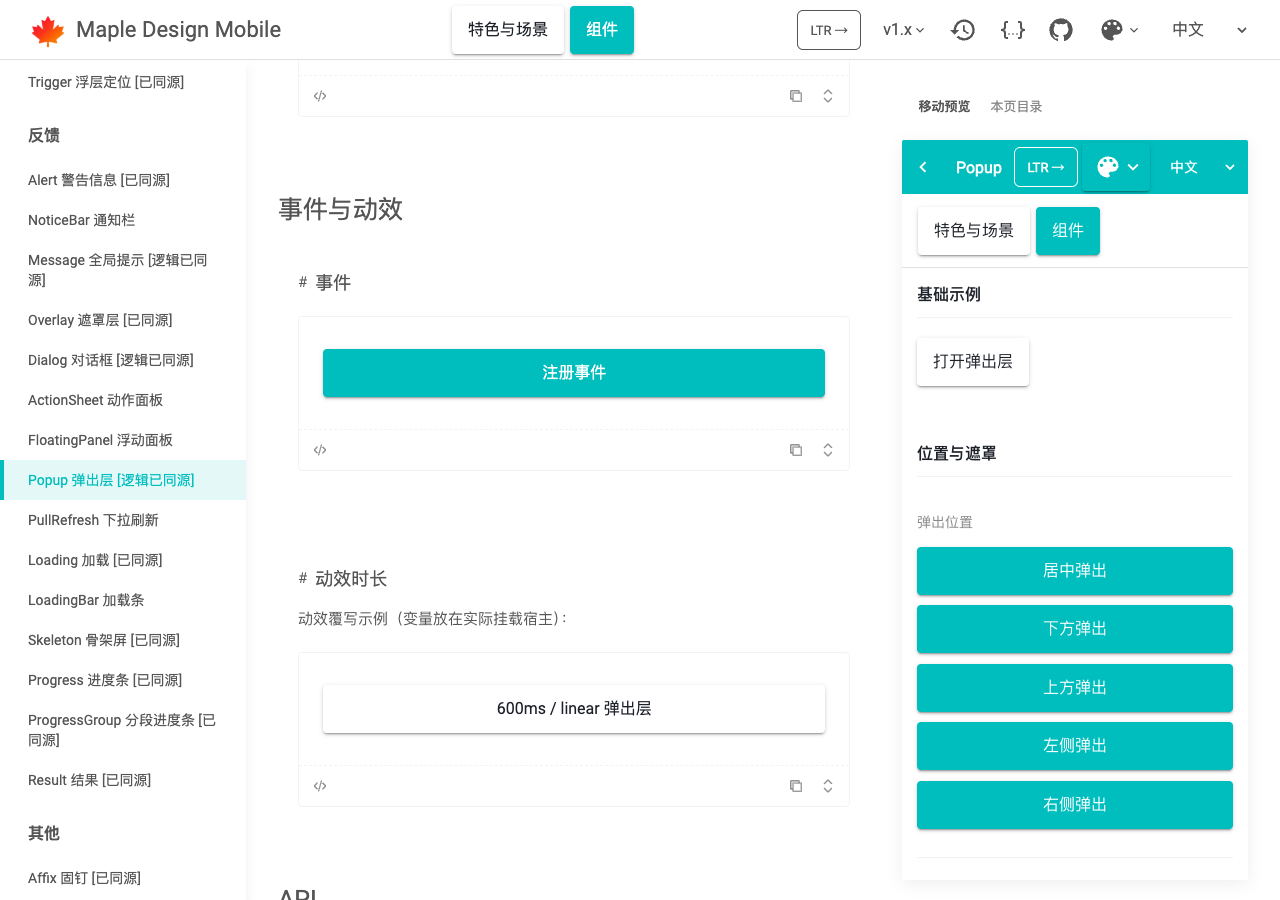 Maple Design Mobile
特色与场景
组件
LTR→
v1.x
中文
Trigger 浮层定位 [已同源]
反馈
Alert 警告信息 [已同源]
NoticeBar 通知栏
Message 全局提示 [逻辑已同
源]
Overlay 遮罩层 [已同源]
Dialog 对话框 [逻辑已同源]
ActionSheet 动作面板
FloatingPanel 浮动面板
Popup 弹出层 [逻辑已同源]
PullRefresh 下拉刷新
Loading 加载 [已同源]
LoadingBar 加载条
Skeleton 骨架屏 [已同源]
Progress 进度条 [已同源]
ProgressGroup 分段进度条 [已
同源]
Result 结果 [已同源]
其他
Affix 固钉 [已同源]
事件与动效
# 事件
注册事件
# 动效时长
动效覆写示例（变量放在实际挂载宿主）：
600ms / linear 弹出层
API
移动预览
本页目录
Popup
LTR→
中文
特色与场景
组件
基础示例
打开弹出层
位置与遮罩
弹出位置
居中弹出
下方弹出
上方弹出
左侧弹出
右侧弹出